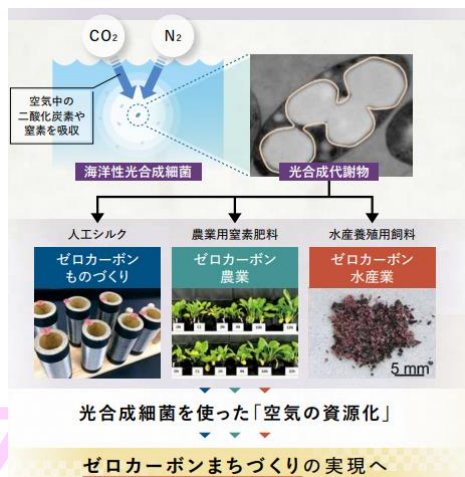 CO2
N2
空気中の
二酸化炭素や
窒素を吸収
海洋性光合成細菌
光合成代謝物
人工シルク
農業用窒素肥料
水産養殖用飼料
ゼロカーボン
ものづくり
ゼロカーボン
農業
ゼロカーボン
水産業
5 mm
光合成細菌を使った「空気の資源化」
ゼロカーボンまちづくりの実現へ